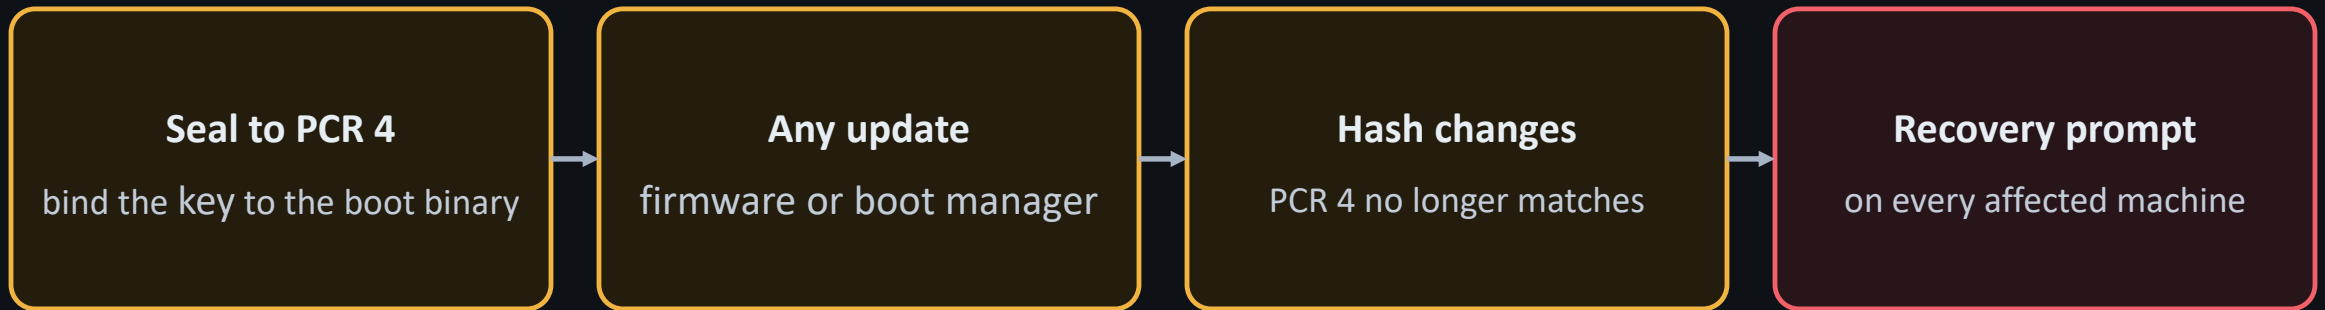 Seal to PCR 4
bind the key to the boot binary
Any update
firmware or boot manager
Hash changes
PCR 4 no longer matches
Recovery prompt
on every affected machine